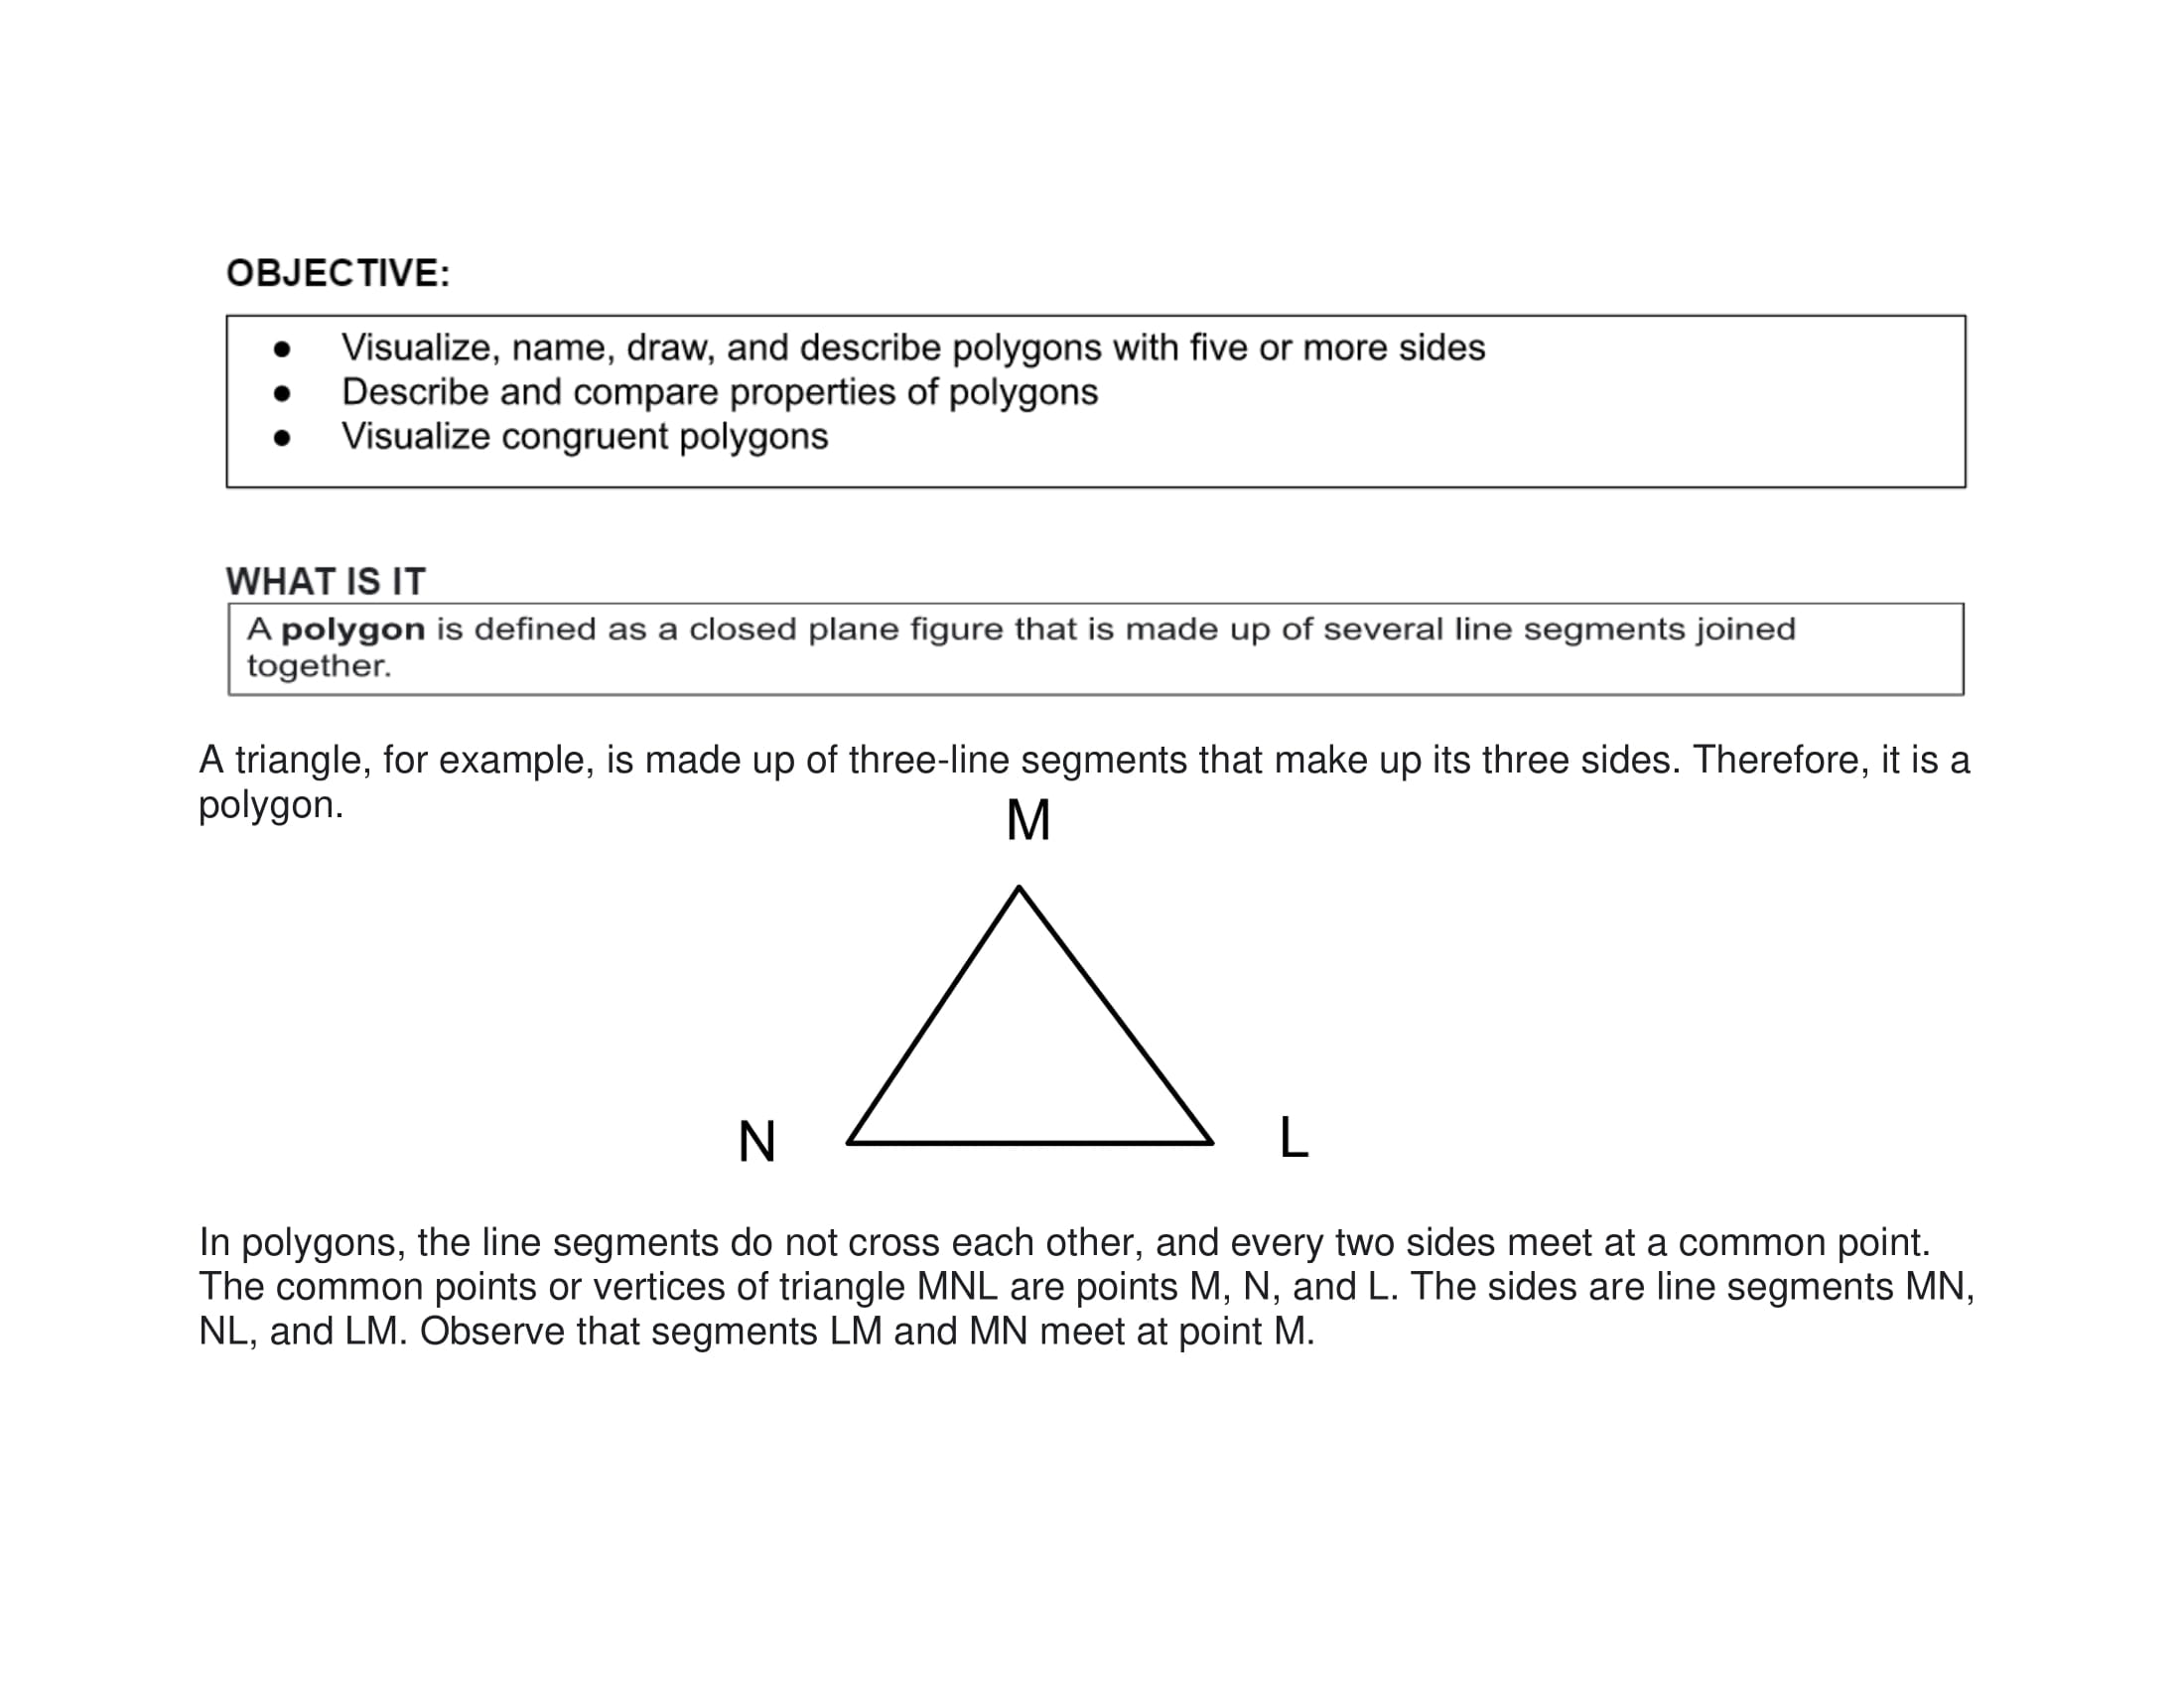 OBJECTIVE:
● Visualize, name, draw, and describe polygons with five or more sides
● Describe and compare properties of polygons
● Visualize congruent polygons
WHAT IS IT
A polygon is defined as a closed plane figure that is made up of several line segments joined
together.
A triangle, for example, is made up of three-line segments that make up its three sides. Therefore, it is a
polygon.
M
N
L
In polygons, the line segments do not cross each other, and every two sides meet at a common point.
The common points or vertices of triangle MNL are points M, N, and L. The sides are line segments MN,
NL, and LM. Observe that segments LM and MN meet at point M.